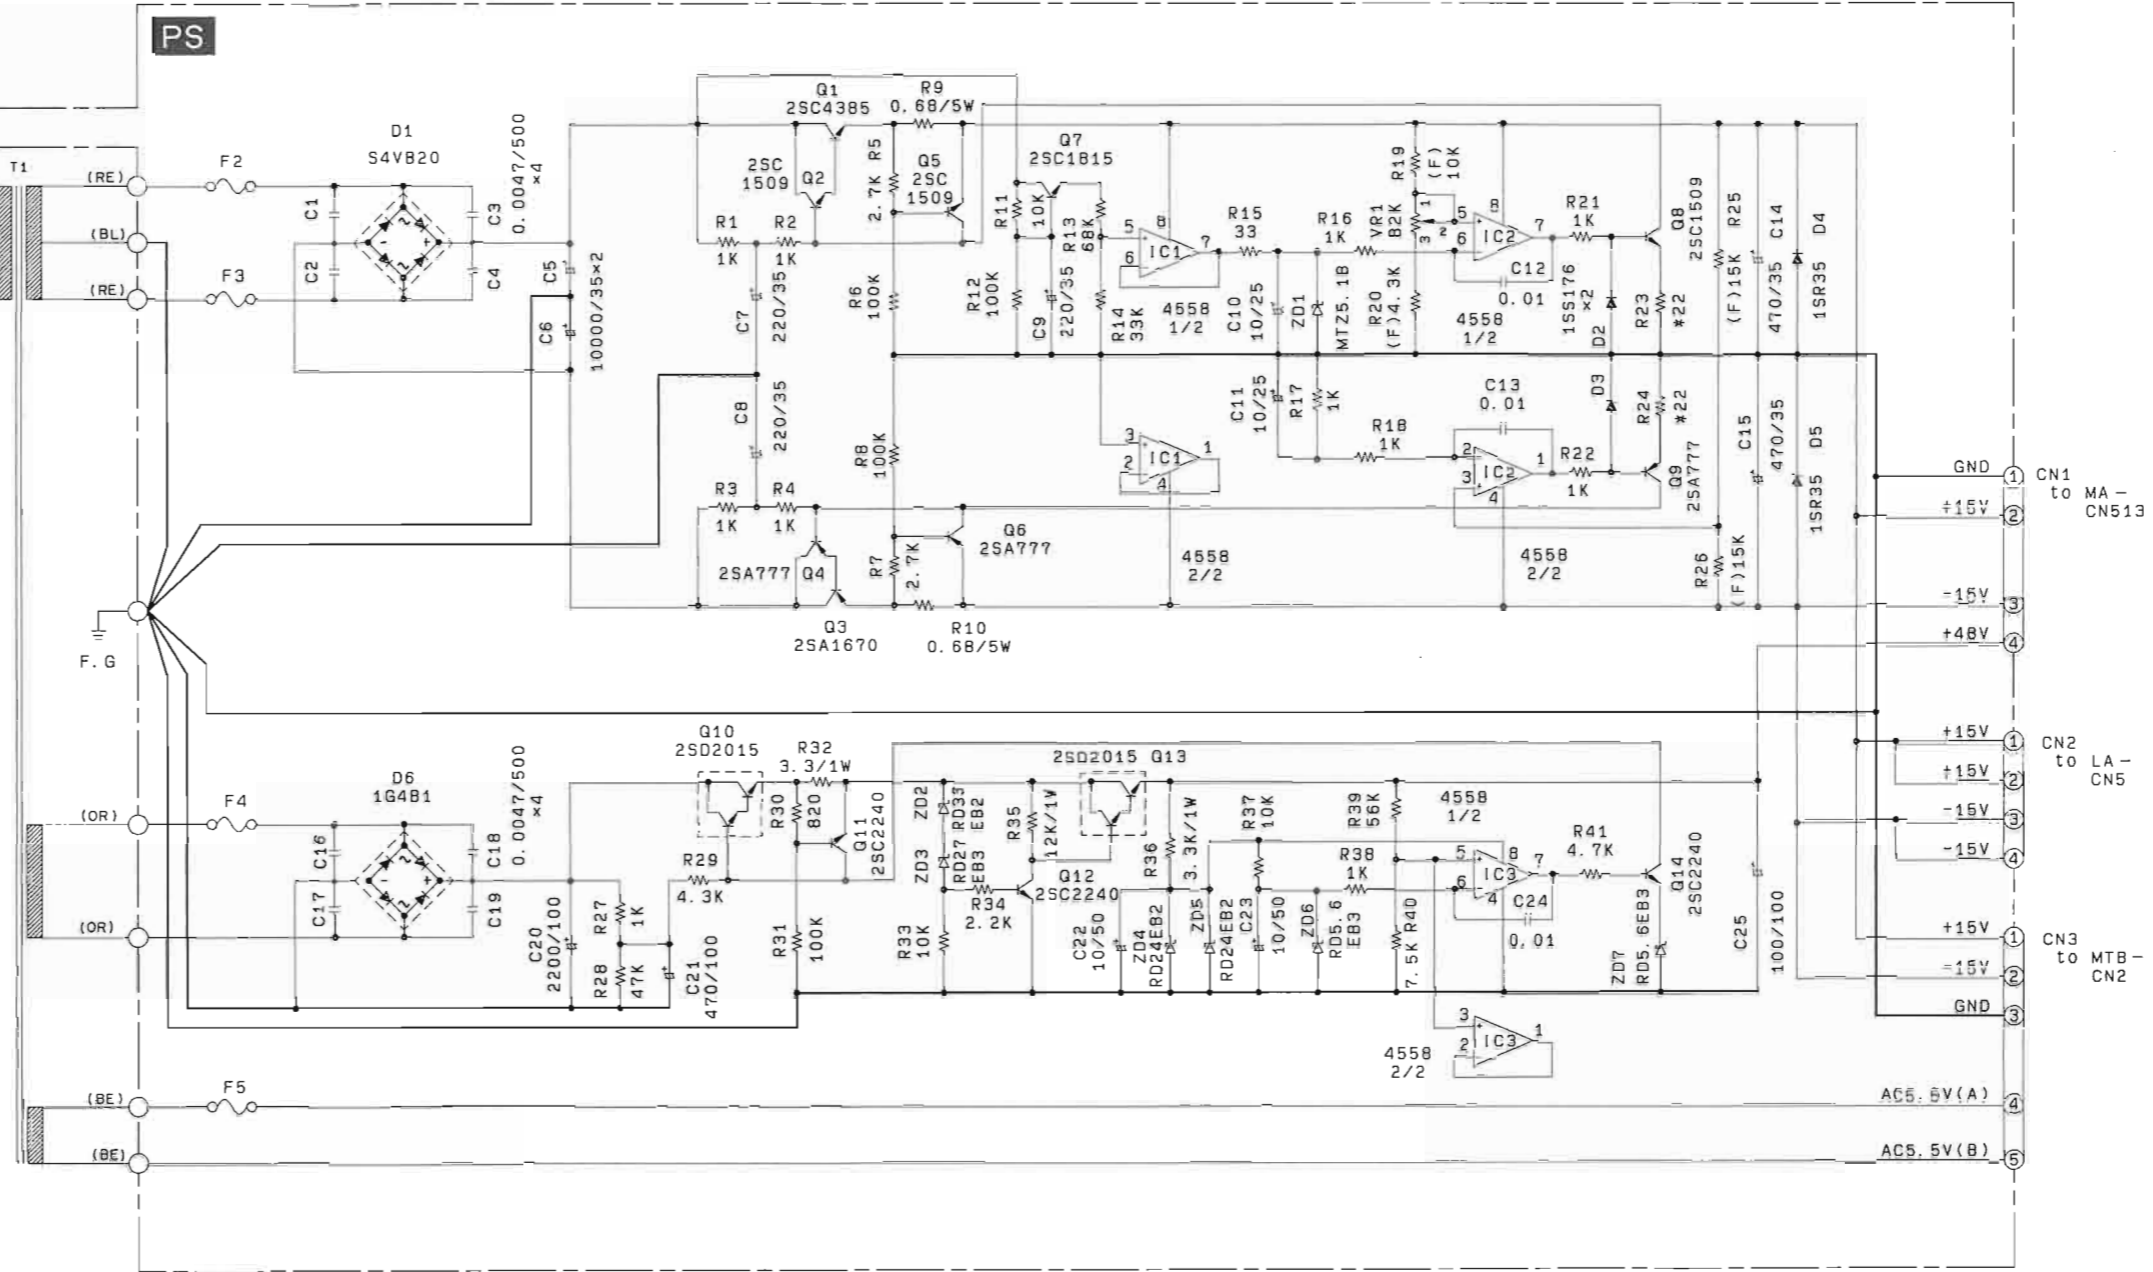 PS
T1
(RE)
(BL)
(RE)
F2
F3
D1
S4VB20
C1
C2
C3
0.0047/500
×4
C4
C5
C6
10000/35×2
Q1
2SC4385
R9
0.68/5W
2SC
1509
Q2
2.7K R5
Q5
2SC
1509
R1
1K
R2
1K
C7
220/35
R6
100K
Q7
2SC1815
R11
10K
R12
100K
R13
68K
C9
220/35
R14
33K
5
6
8
7
IC1
4558
1/2
R15
33
C10
10/25
ZD1
MTZ5.1B
R16
1K
R19
(F)
10K
VR1
B2K
1
2
3
R20
(F)4.3K
5
6
8
7
IC2
4558
1/2
C12
0.01
R21
1K
1SS176
×2
D2
Q8
2SC1509
R23
*22
R25
(F)15K
C14
470/35
D4
1SR35
C8
220/35
R8
100K
R3
1K
R4
1K
2SA777
Q4
Q3
2SA1670
R7
2.7K
R10
0.68/5W
Q6
2SA777
3
2
1
4
IC1
4558
2/2
C11
10/25
R17
1K
R18
1K
C13
0.01
2
3
1
4
IC2
4558
2/2
R22
1K
D3
R24
*22
Q9
2SA777
R26
(F)15K
C15
470/35
D5
1SR35
F.G
GND
1
CN1
to MA-
CN513
+15V
2
-15V
3
+48V
4
+15V
1
CN2
to LA-
CN5
+15V
2
-15V
3
-15V
4
+15V
1
CN3
to MTB-
CN2
-15V
2
GND
3
AC5.5V(A)
4
AC5.5V(B)
5
(OR)
(OR)
F4
D6
1G4B1
C16
C17
C18
0.0047/500
×4
C19
C20
2200/100
R27
1K
R28
47K
C21
470/100
Q10
2SD2015
R32
3.3/1W
R29
4.3K
R30
820
R31
100K
Q11
2SC2240
ZD2
RD33
EB2
ZD3
RD27
EB3
R33
10K
R34
2.2K
R35
12K/1W
Q12
2SC2240
2SD2015 Q13
R36
3.3K/1W
C22
10/50
ZD4
RD24EB2
ZD5
RD24EB2
R37
10K
C23
10/50
ZD6
RD5.6
EB3
R38
1K
R39
56K
7.5K R40
4558
1/2
5
6
8
7
4
IC3
C24
0.01
R41
4.7K
Q14
2SC2240
ZD7
RD5.6EB3
C25
100/100
3
2
1
IC3
4558
2/2
(BE)
F5
(BE)